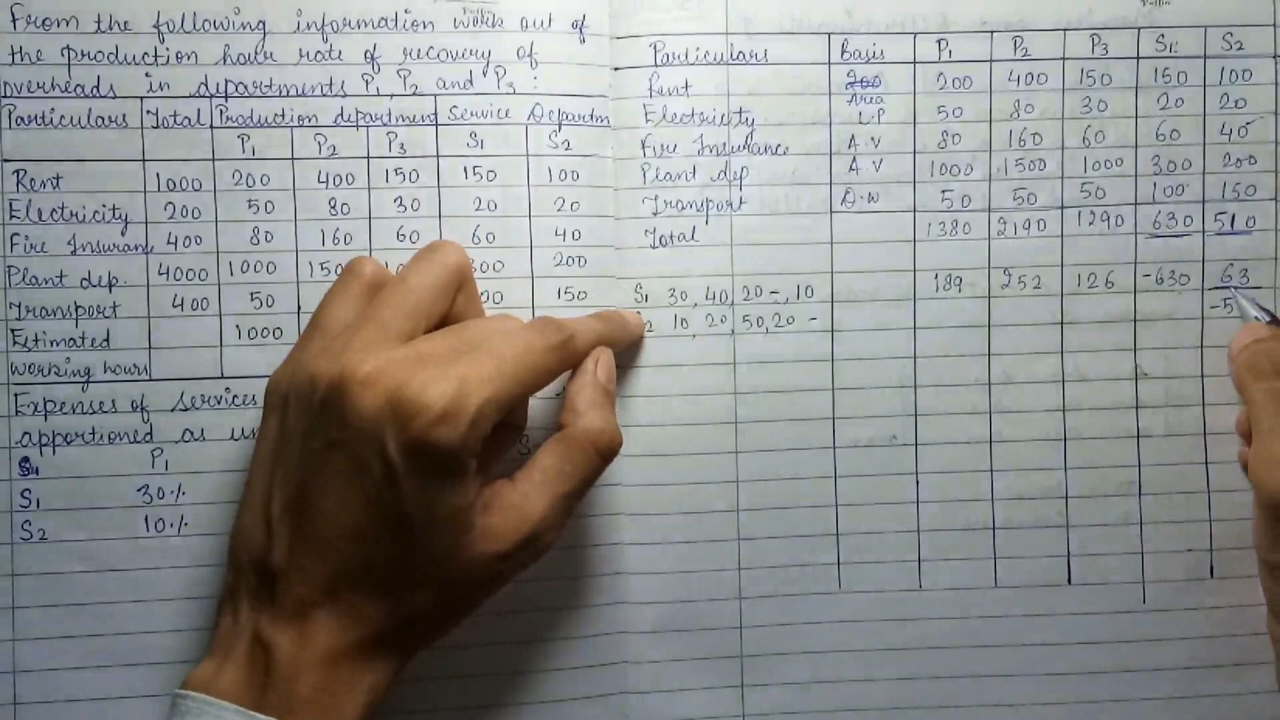 From the following information work out of
the production hour rate of recovery of
overheads in departments P1, P2 and P3 :
Particulars Total Production department Service Departm
P1 P2 P3 S1 S2
Rent 1000 200 400 150 150 100
Electricity 200 50 80 30 20 20
Fire Insuranc 400 80 160 60 60 40
Plant dep. 4000 1000 200
Transport 400 50 150
Estimated 1000
working hours
Expenses of services
apportioned as
P1
S1 30%
S2 10%
Particulars Basis P1 P2 P3 S1 S2
Rent Area 200 400 150 150 100
Electricity L.P 50 80 30 20 20
Fire Insurance A.V 80 160 60 60 40
Plant dep A.V 1000 1500 1000 300 200
Transport D.W 50 50 50 100 150
Total 1380 2190 1290 630 510
S1 30, 40, 20 -, 10 189 252 126 -630 63
10, 20, 50, 20 -